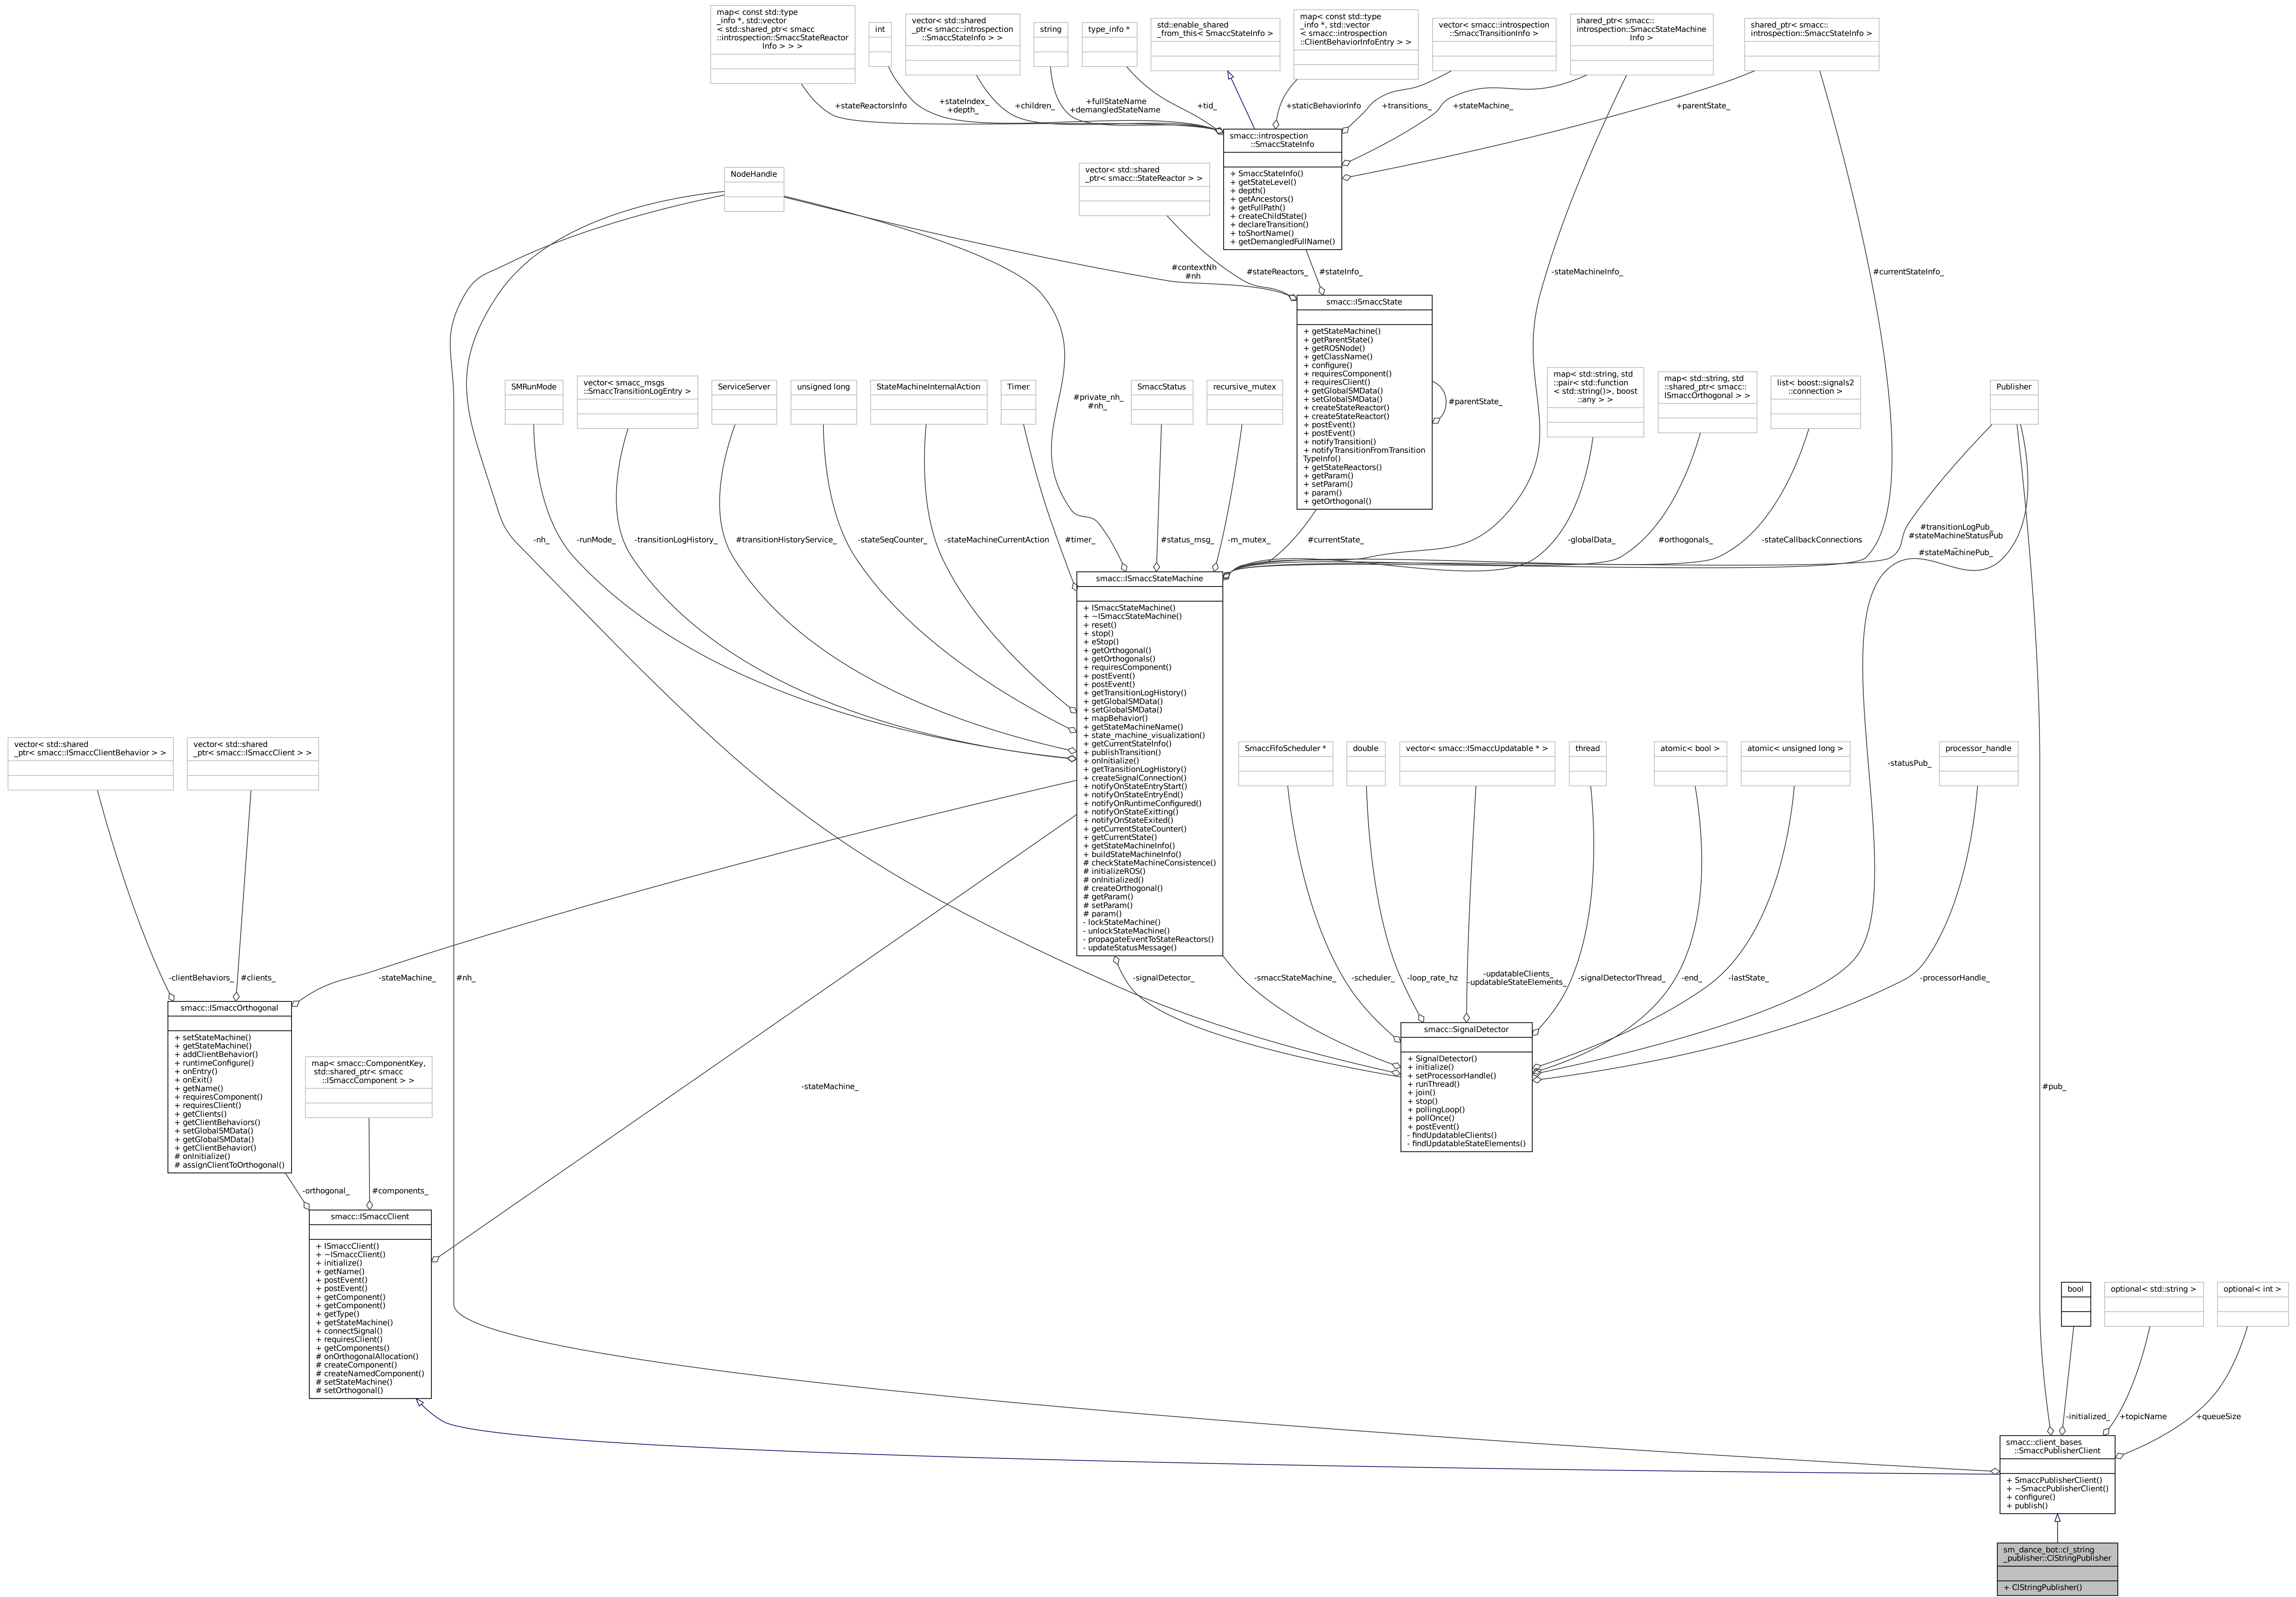 map< const std::type
_info *, std::vector
< std::shared_ptr< smacc
::introspection::SmaccStateReactor
Info > > >
int
vector< std::shared
_ptr< smacc::introspection
::SmaccStateInfo > >
string
type_info *
std::enable_shared
_from_this< SmaccStateInfo >
map< const std::type
_info *, std::vector
< smacc::introspection
::ClientBehaviorInfoEntry > >
vector< smacc::introspection
::SmaccTransitionInfo >
shared_ptr< smacc::
introspection::SmaccStateMachine
Info >
shared_ptr< smacc::
introspection::SmaccStateInfo >
+stateReactorsInfo
+stateIndex_
+depth_
+children_
+fullStateName
+demangledStateName
+tid_
+staticBehaviorInfo
+transitions_
+stateMachine_
+parentState_
smacc::introspection
::SmaccStateInfo
+ SmaccStateInfo()
+ getStateLevel()
+ depth()
+ getAncestors()
+ getFullPath()
+ createChildState()
+ declareTransition()
+ toShortName()
+ getDemangledFullName()
NodeHandle
vector< std::shared
_ptr< smacc::StateReactor > >
#contextNh
#nh
#stateReactors_
#stateInfo_
-stateMachineInfo_
#currentStateInfo_
smacc::ISmaccState
+ getStateMachine()
+ getParentState()
+ getROSNode()
+ getClassName()
+ configure()
+ requiresComponent()
+ requiresClient()
+ getGlobalSMData()
+ setGlobalSMData()
+ createStateReactor()
+ createStateReactor()
+ postEvent()
+ postEvent()
+ notifyTransition()
+ notifyTransitionFromTransition
TypeInfo()
+ getStateReactors()
+ getParam()
+ setParam()
+ param()
+ getOrthogonal()
#parentState_
SMRunMode
vector< smacc_msgs
::SmaccTransitionLogEntry >
ServiceServer
unsigned long
StateMachineInternalAction
Timer
#private_nh_
#nh_
SmaccStatus
recursive_mutex
map< std::string, std
::pair< std::function
< std::string()>, boost
::any > >
map< std::string, std
::shared_ptr< smacc::
ISmaccOrthogonal > >
list< boost::signals2
::connection >
Publisher
-nh_
-runMode_
-transitionLogHistory_
#transitionHistoryService_
-stateSeqCounter_
-stateMachineCurrentAction
#timer_
#status_msg_
-m_mutex_
#currentState_
-globalData_
#orthogonals_
-stateCallbackConnections
#transitionLogPub_
#stateMachineStatusPub
_
#stateMachinePub_
smacc::ISmaccStateMachine
+ ISmaccStateMachine()
+ ~ISmaccStateMachine()
+ reset()
+ stop()
+ eStop()
+ getOrthogonal()
+ getOrthogonals()
+ requiresComponent()
+ postEvent()
+ postEvent()
+ getTransitionLogHistory()
+ getGlobalSMData()
+ setGlobalSMData()
+ mapBehavior()
+ getStateMachineName()
+ state_machine_visualization()
+ getCurrentStateInfo()
+ publishTransition()
+ onInitialize()
+ getTransitionLogHistory()
+ createSignalConnection()
+ notifyOnStateEntryStart()
+ notifyOnStateEntryEnd()
+ notifyOnRuntimeConfigured()
+ notifyOnStateExitting()
+ notifyOnStateExited()
+ getCurrentStateCounter()
+ getCurrentState()
+ getStateMachineInfo()
+ buildStateMachineInfo()
# checkStateMachineConsistence()
# initializeROS()
# onInitialized()
# createOrthogonal()
# getParam()
# setParam()
# param()
- lockStateMachine()
- unlockStateMachine()
- propagateEventToStateReactors()
- updateStatusMessage()
vector< std::shared
_ptr< smacc::ISmaccClientBehavior > >
vector< std::shared
_ptr< smacc::ISmaccClient > >
SmaccFifoScheduler *
double
vector< smacc::ISmaccUpdatable * >
thread
atomic< bool >
atomic< unsigned long >
-statusPub_
processor_handle
-clientBehaviors_
#clients_
-stateMachine_
#nh_
-signalDetector_
-smaccStateMachine_
-scheduler_
-loop_rate_hz
-updatableClients_
-updatableStateElements_
-signalDetectorThread_
-end_
-lastState_
-processorHandle_
smacc::ISmaccOrthogonal
+ setStateMachine()
+ getStateMachine()
+ addClientBehavior()
+ runtimeConfigure()
+ onEntry()
+ onExit()
+ getName()
+ requiresComponent()
+ requiresClient()
+ getClients()
+ getClientBehaviors()
+ setGlobalSMData()
+ getGlobalSMData()
+ getClientBehavior()
# onInitialize()
# assignClientToOrthogonal()
map< smacc::ComponentKey,
std::shared_ptr< smacc
::ISmaccComponent > >
-stateMachine_
smacc::SignalDetector
+ SignalDetector()
+ initialize()
+ setProcessorHandle()
+ runThread()
+ join()
+ stop()
+ pollingLoop()
+ pollOnce()
+ postEvent()
- findUpdatableClients()
- findUpdatableStateElements()
#pub_
-orthogonal_
#components_
smacc::ISmaccClient
+ ISmaccClient()
+ ~ISmaccClient()
+ initialize()
+ getName()
+ postEvent()
+ postEvent()
+ getComponent()
+ getComponent()
+ getType()
+ getStateMachine()
+ connectSignal()
+ requiresClient()
+ getComponents()
# onOrthogonalAllocation()
# createComponent()
# createNamedComponent()
# setStateMachine()
# setOrthogonal()
bool
optional< std::string >
optional< int >
-initialized_
+topicName
+queueSize
smacc::client_bases
::SmaccPublisherClient
+ SmaccPublisherClient()
+ ~SmaccPublisherClient()
+ configure()
+ publish()
sm_dance_bot::cl_string
_publisher::ClStringPublisher
+ ClStringPublisher()